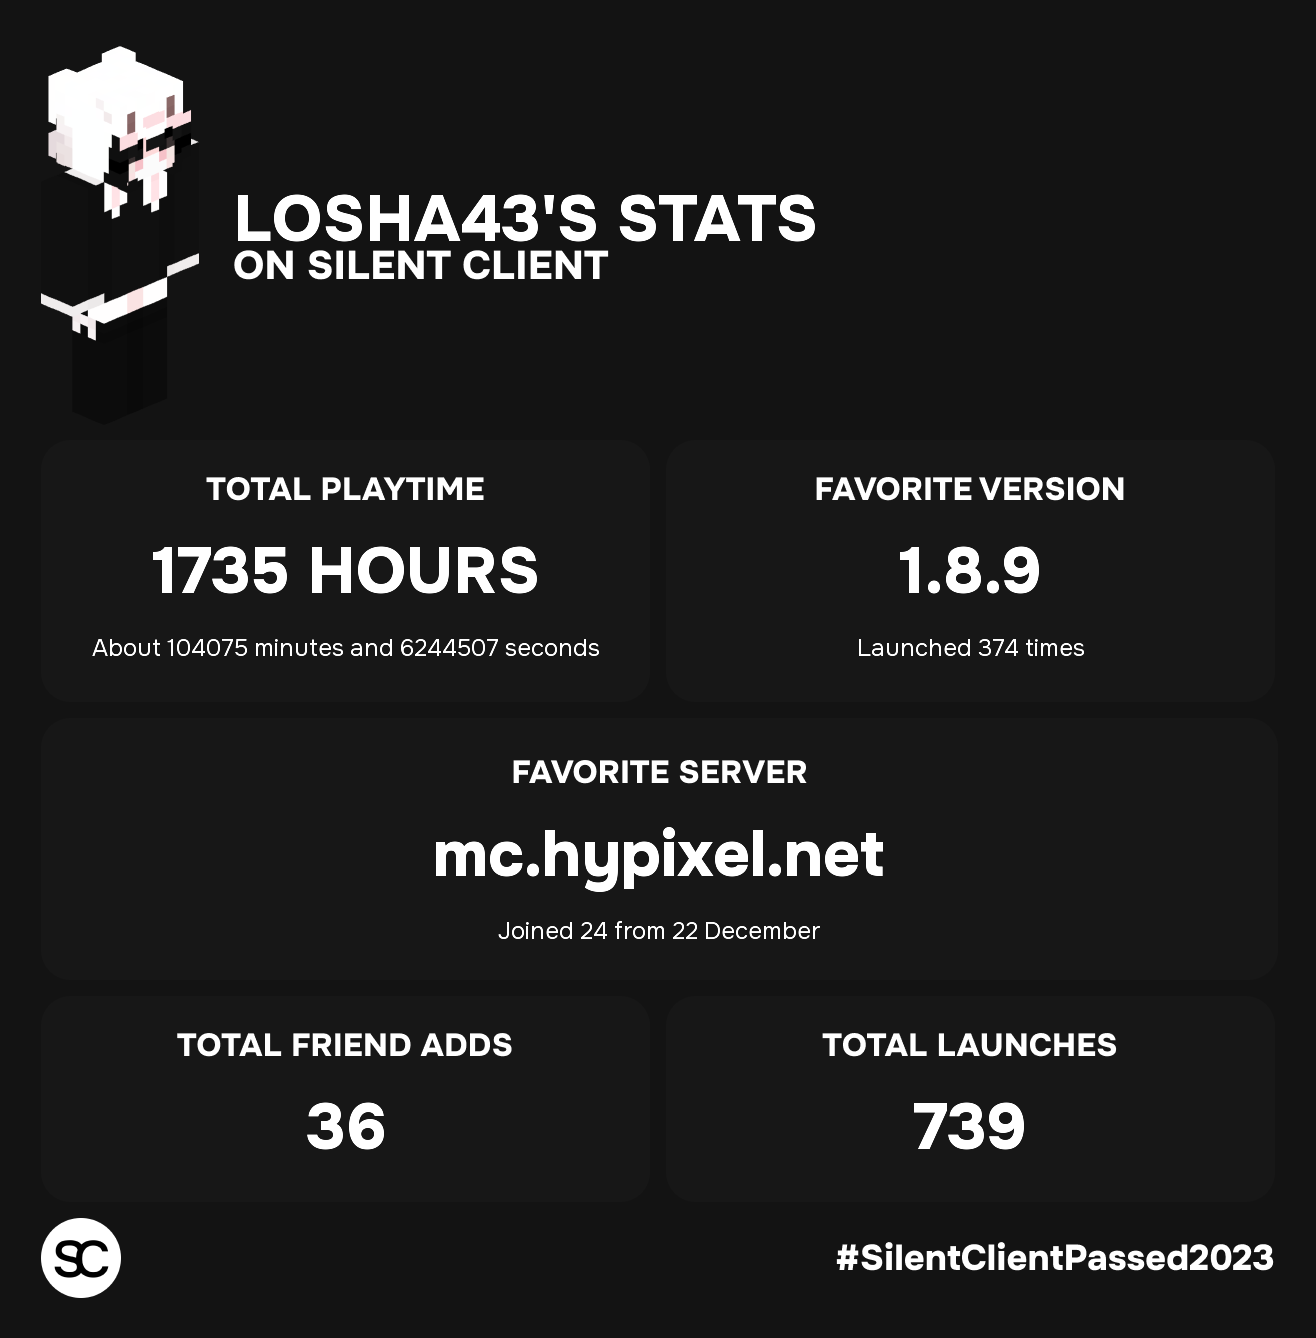 LOSHA43'S STATS
ON SILENT CLIENT
TOTAL PLAYTIME
1735 HOURS
About 104075 minutes and 6244507 seconds
FAVORITE VERSION
1.8.9
Launched 374 times
FAVORITE SERVER
mc.hypixel.net
Joined 24 from 22 December
TOTAL FRIEND ADDS
36
TOTAL LAUNCHES
739
SC
#SilentClientPassed2023